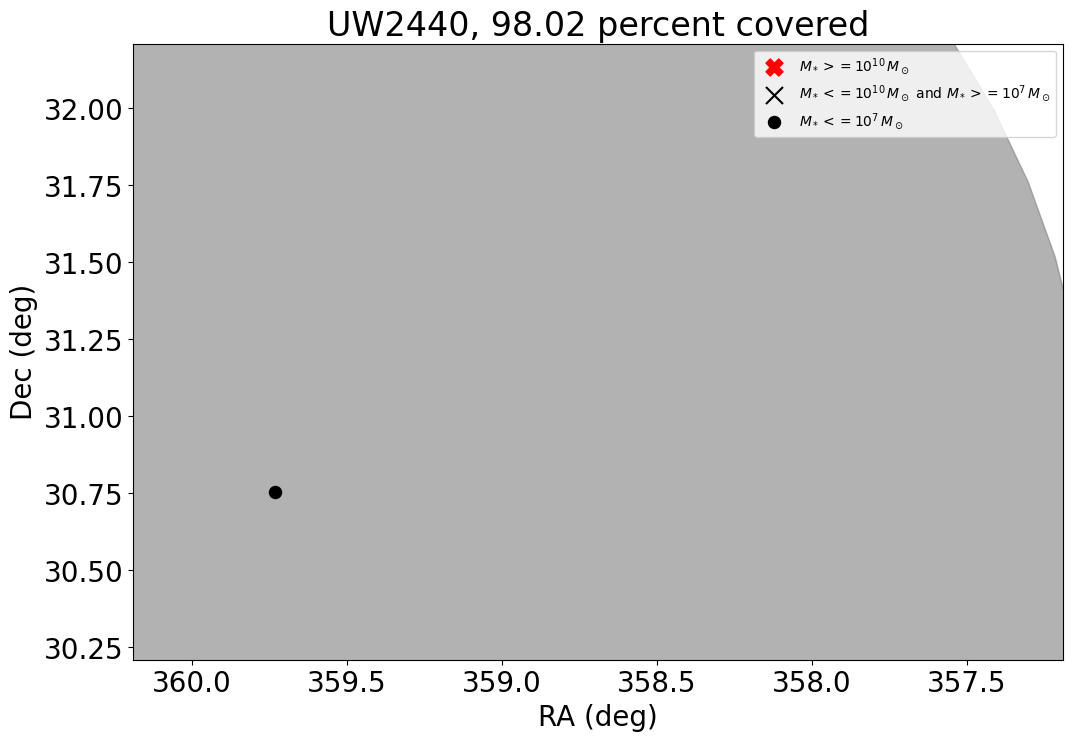 UW2440, 98.02 percent covered
M* >= 10^10 M⊙
M* <= 10^10 M⊙ and M* >= 10^7 M⊙
M* <= 10^7 M⊙
32.00
31.75
31.50
31.25
31.00
30.75
30.50
30.25
Dec (deg)
360.0 359.5 359.0 358.5 358.0 357.5
RA (deg)